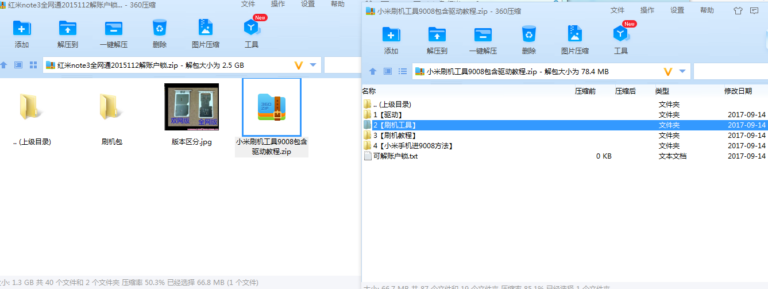 红米note3全网通2015112解账户锁... - 360压缩
文件 操作 设置 帮助
添加 解压到 一键解压 删除 图片压缩 工具
New
红米note3全网通2015112解账户锁.zip - 解包大小为 2.5 GB
双网版 全网版
.. (上级目录) 刷机包 版本区分.jpg 小米刷机工具9008包含
驱动教程.zip
大小: 1.3 GB 共 40 个文件和 2 个文件夹 压缩率 50.3% 已经选择 66.8 MB (1 个文件)
小米刷机工具9008包含驱动教程.zip - 360压缩
文件 操作 设置 帮助
添加 解压到 一键解压 删除 图片压缩 工具
New
小米刷机工具9008包含驱动教程.zip - 解包大小为 78.4 MB
名称 压缩前 压缩后 类型 修改日期
.. (上级目录) 文件夹
1【驱动】 文件夹 2017-09-14
2【刷机工具】 文件夹 2017-09-14
3【刷机教程】 文件夹 2017-09-14
4【小米手机进9008方法】 文件夹 2017-09-14
可解账户锁.txt 0 KB 文本文档 2017-09-14